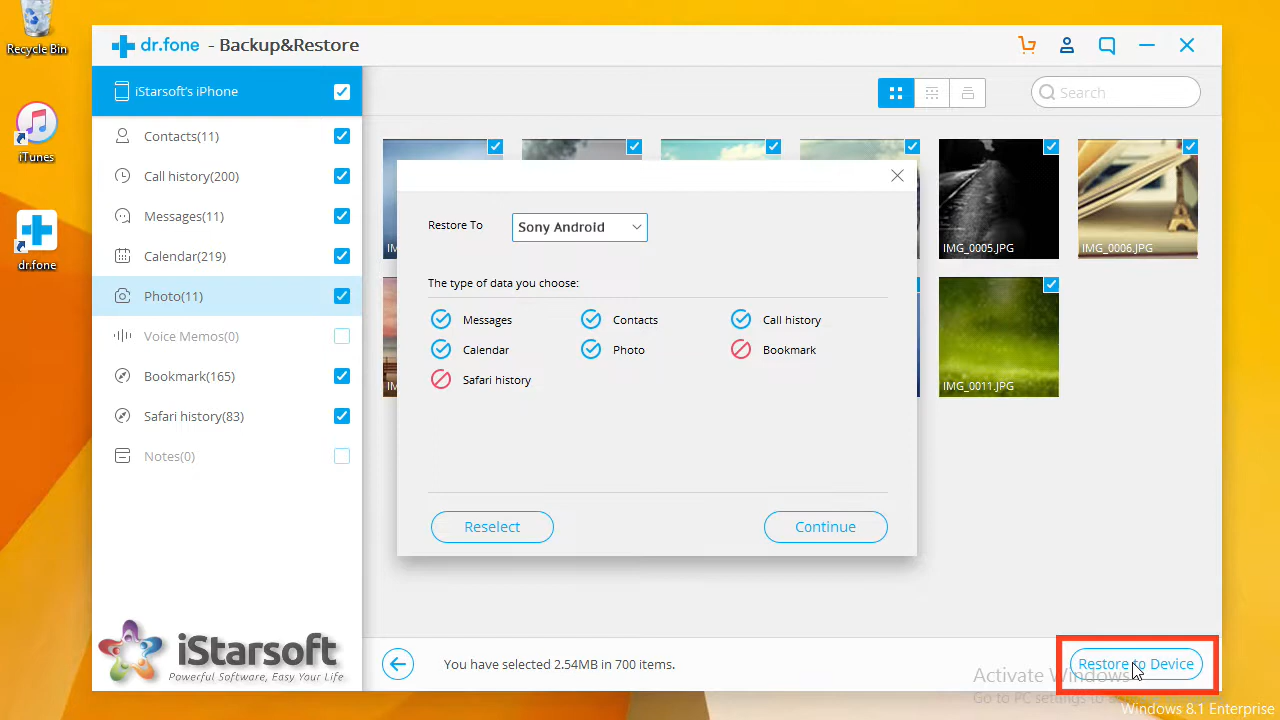 Recycle Bin
iTunes
dr.fone
dr.fone - Backup&Restore
iStarsoft's iPhone
Search
Contacts(11)
Call history(200)
Messages(11)
Calendar(219)
Photo(11)
Voice Memos(0)
Bookmark(165)
Safari history(83)
Notes(0)
IMG_0005.JPG
IMG_0006.JPG
IMG_0011.JPG
Restore To
Sony Android
The type of data you choose:
Messages
Contacts
Call history
Calendar
Photo
Bookmark
Safari history
Reselect
Continue
iStarsoft
Powerful Software, Easy Your Life
You have selected 2.54MB in 700 items.
Restore to Device
Activate Windows
Go to PC settings to
Windows 8.1 Enterprise